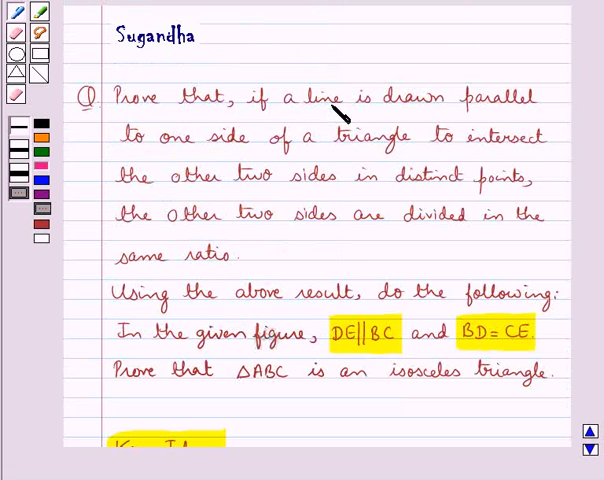 Sugandha
Q Prove that, if a line is drawn parallel
to one side of a triangle to intersect
the other two sides in distinct points,
the other two sides are divided in the
same ratio.
Using the above result, do the following:
In the given figure, DE||BC and BD = CE.
Prove that △ABC is an isosceles triangle.